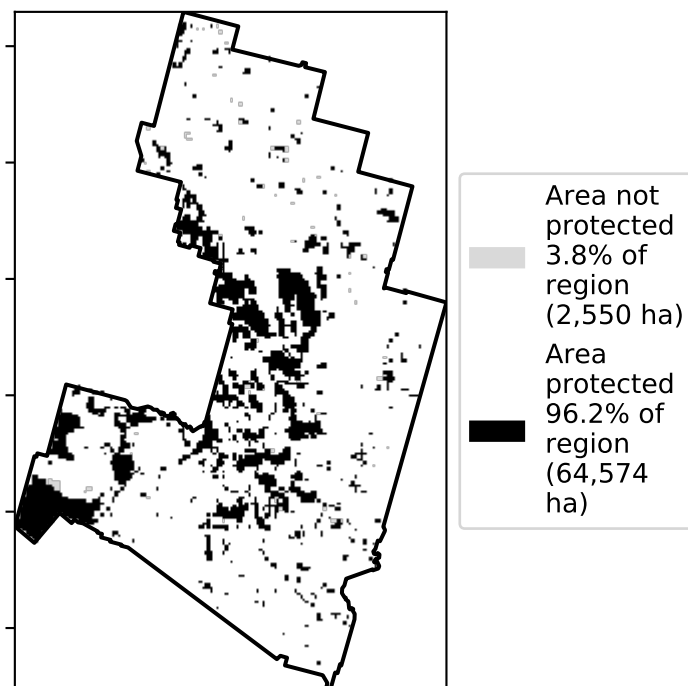 Area not
protected
3.8% of
region
(2,550 ha)
Area
protected
96.2% of
region
(64,574
ha)